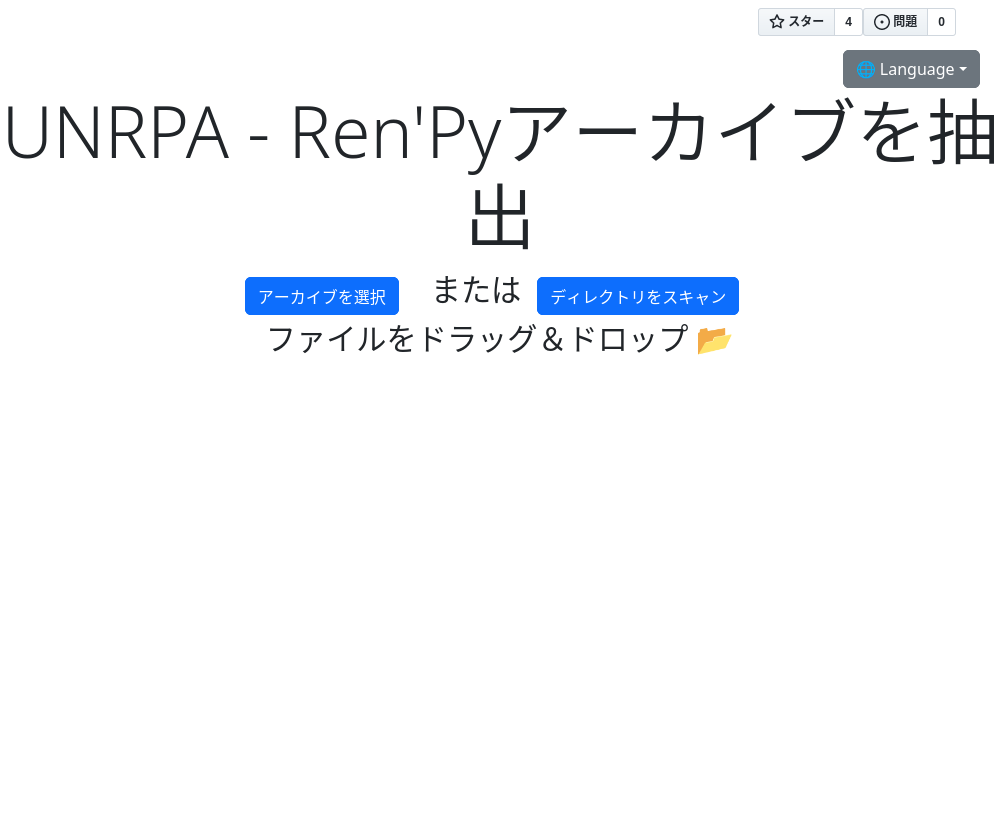 スター 4 問題 0
🌐 Language
UNRPA - Ren'Pyアーカイブを抽
出
アーカイブを選択 または ディレクトリをスキャン
ファイルをドラッグ＆ドロップ 📂